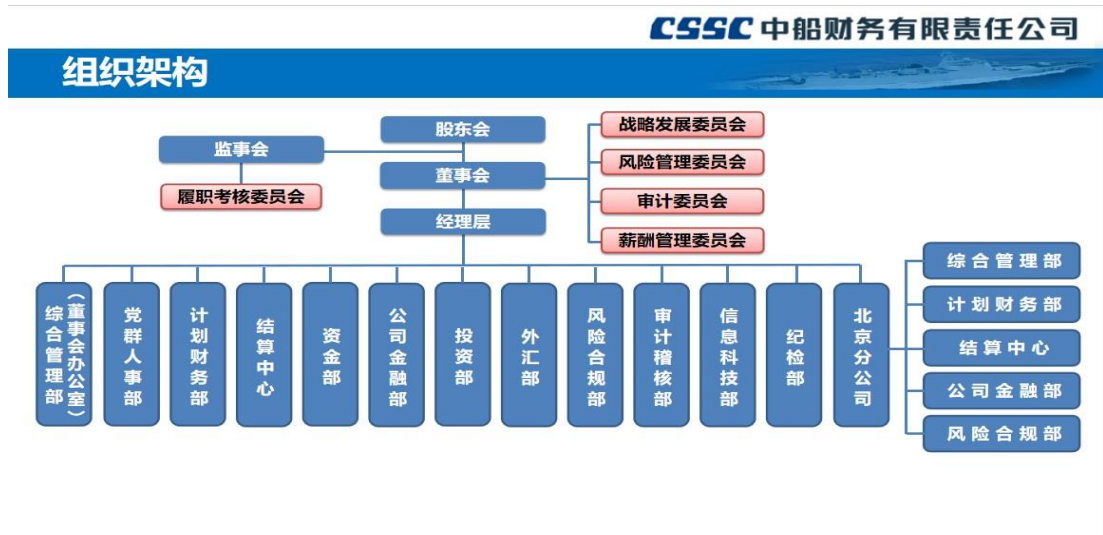 CSSC 中船财务有限责任公司
组织架构
股东会
监事会
董事会
履职考核委员会
经理层
战略发展委员会
风险管理委员会
审计委员会
薪酬管理委员会
综合管理部
（董事会办公室）
党群人事部
计划财务部
结算中心
资金部
公司金融部
投资部
外汇部
风险合规部
审计稽核部
信息科技部
纪检部
北京分公司
综合管理部
计划财务部
结算中心
公司金融部
风险合规部